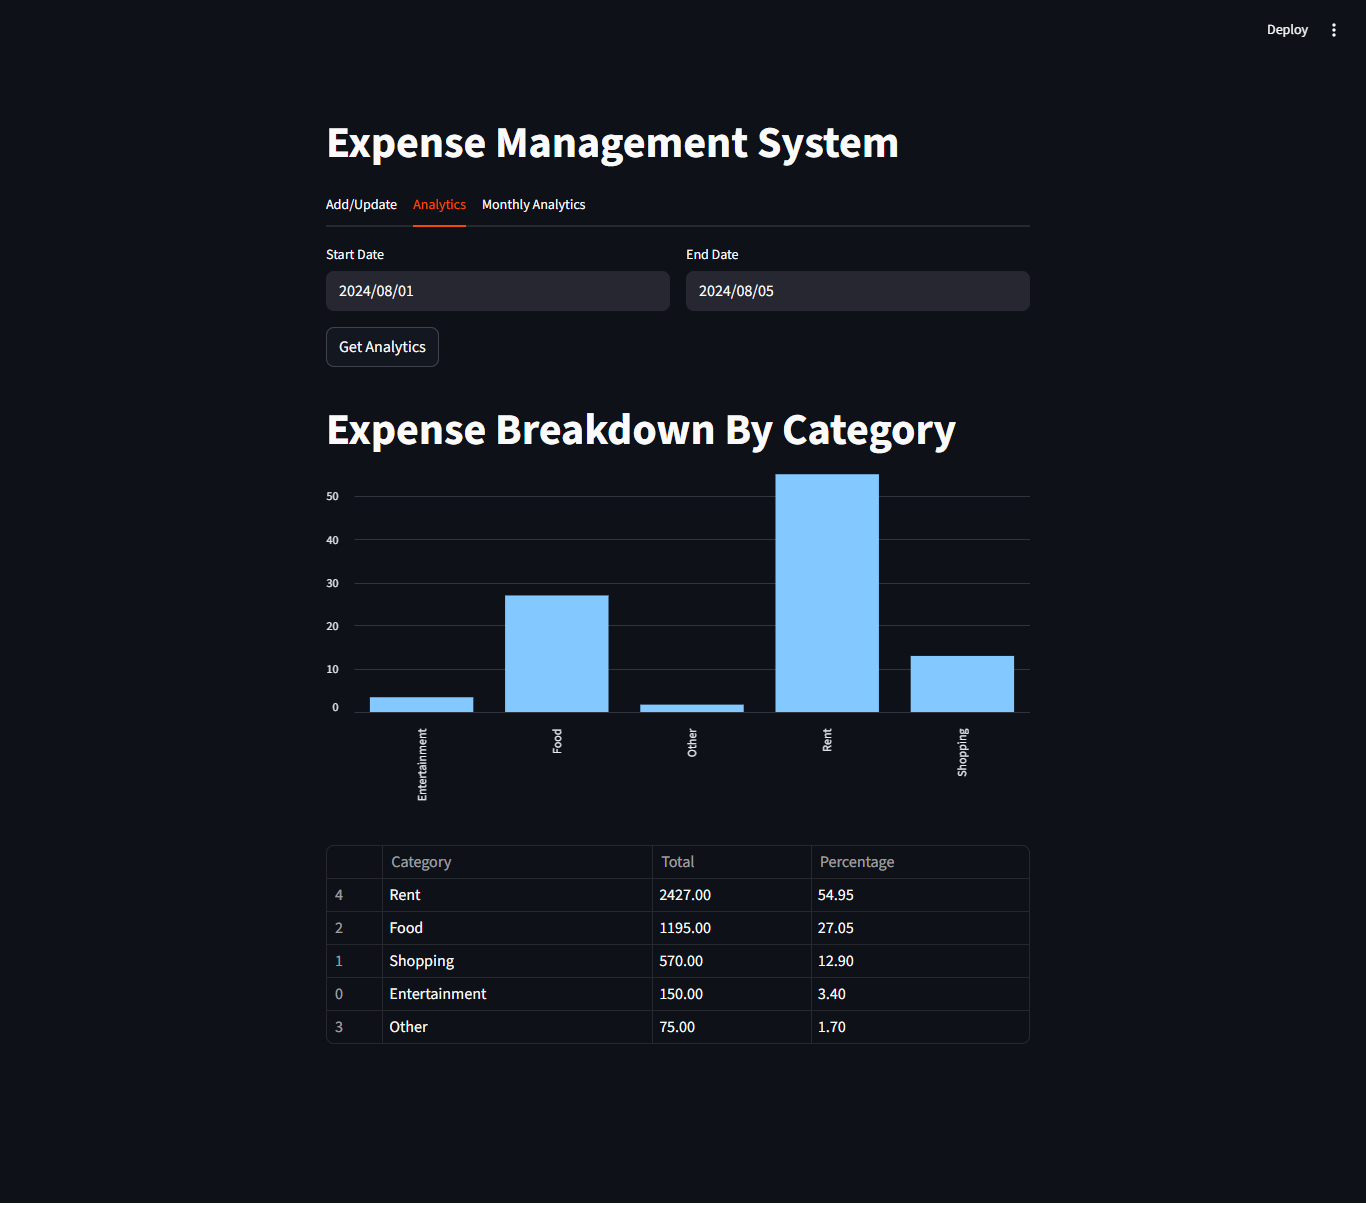 Deploy
Expense Management System
Add/Update Analytics Monthly Analytics
Start Date End Date
2024/08/01 2024/08/05
Get Analytics
Expense Breakdown By Category
50
40
30
20
10
0
Entertainment Food Other Rent Shopping
Category Total Percentage
4 Rent 2427.00 54.95
2 Food 1195.00 27.05
1 Shopping 570.00 12.90
0 Entertainment 150.00 3.40
3 Other 75.00 1.70